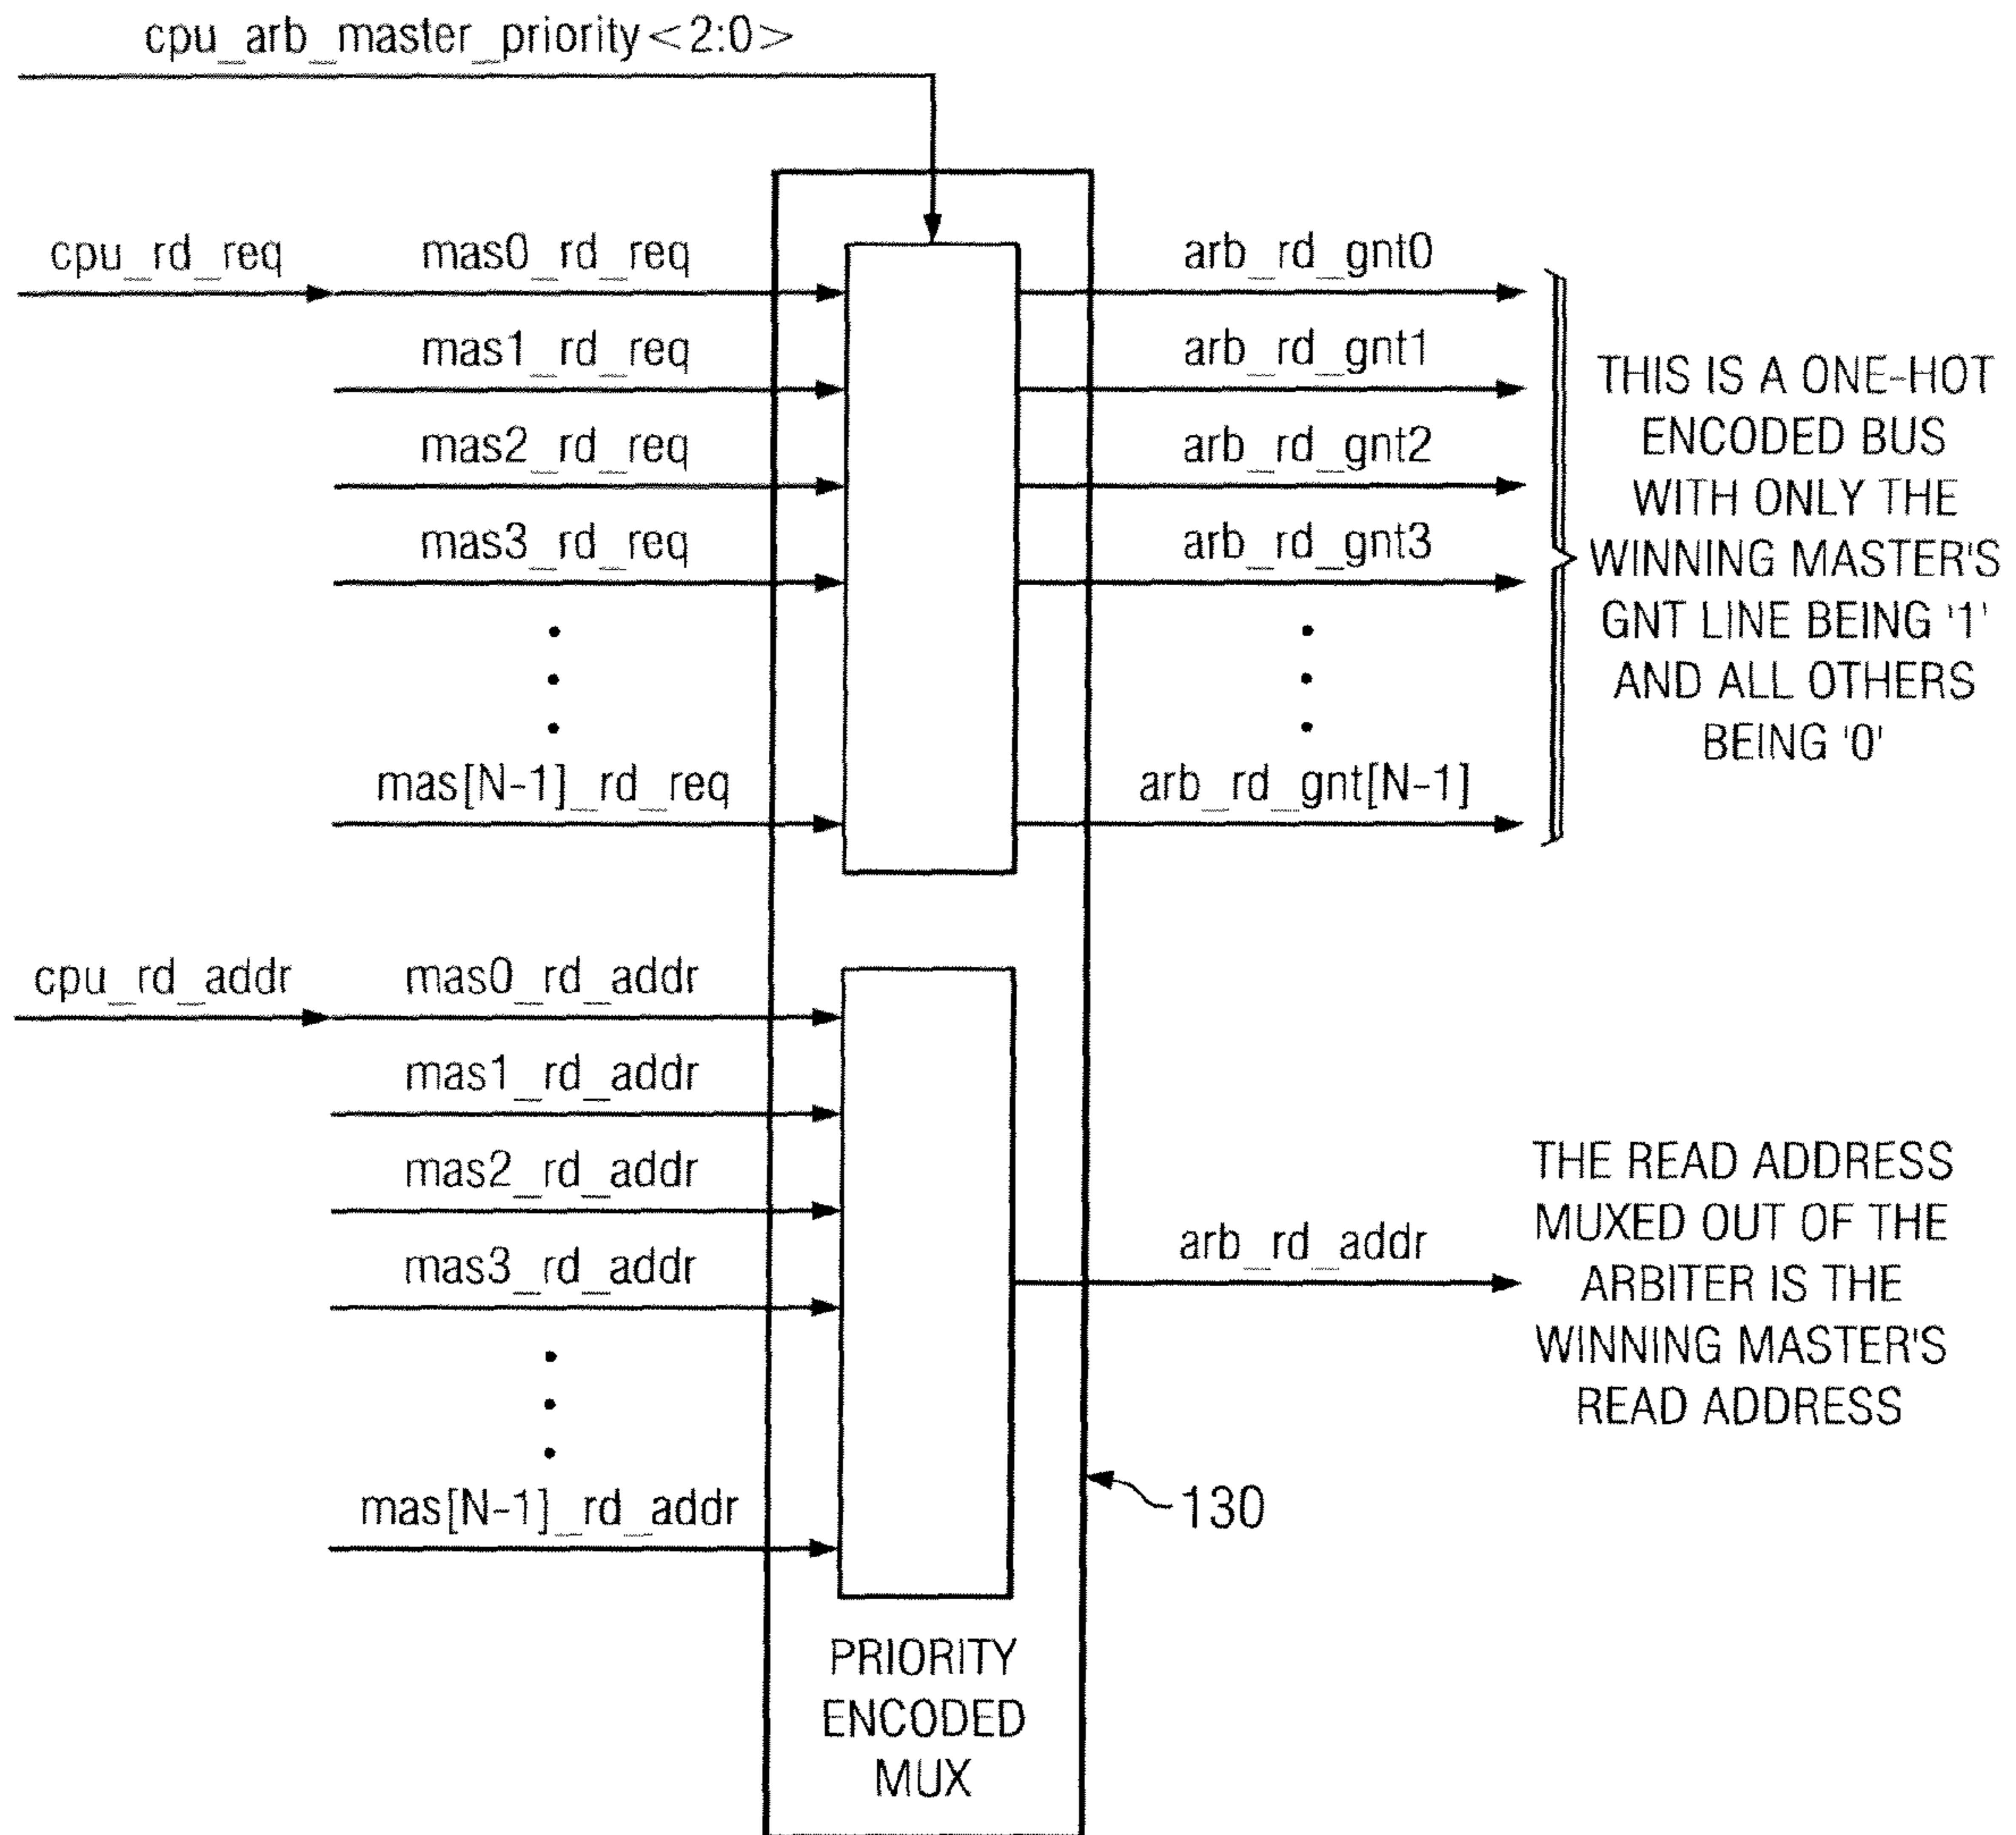 cpu_arb_master_priority<2:0>
cpu_rd_req
mas0_rd_req
arb_rd_gnt0
mas1_rd_req
arb_rd_gnt1
mas2_rd_req
arb_rd_gnt2
mas3_rd_req
arb_rd_gnt3
mas[N-1]_rd_req
arb_rd_gnt[N-1]
THIS IS A ONE-HOT
ENCODED BUS
WITH ONLY THE
WINNING MASTER'S
GNT LINE BEING '1'
AND ALL OTHERS
BEING '0'
cpu_rd_addr
mas0_rd_addr
mas1_rd_addr
mas2_rd_addr
mas3_rd_addr
mas[N-1]_rd_addr
arb_rd_addr
THE READ ADDRESS
MUXED OUT OF THE
ARBITER IS THE
WINNING MASTER'S
READ ADDRESS
130
PRIORITY
ENCODED
MUX